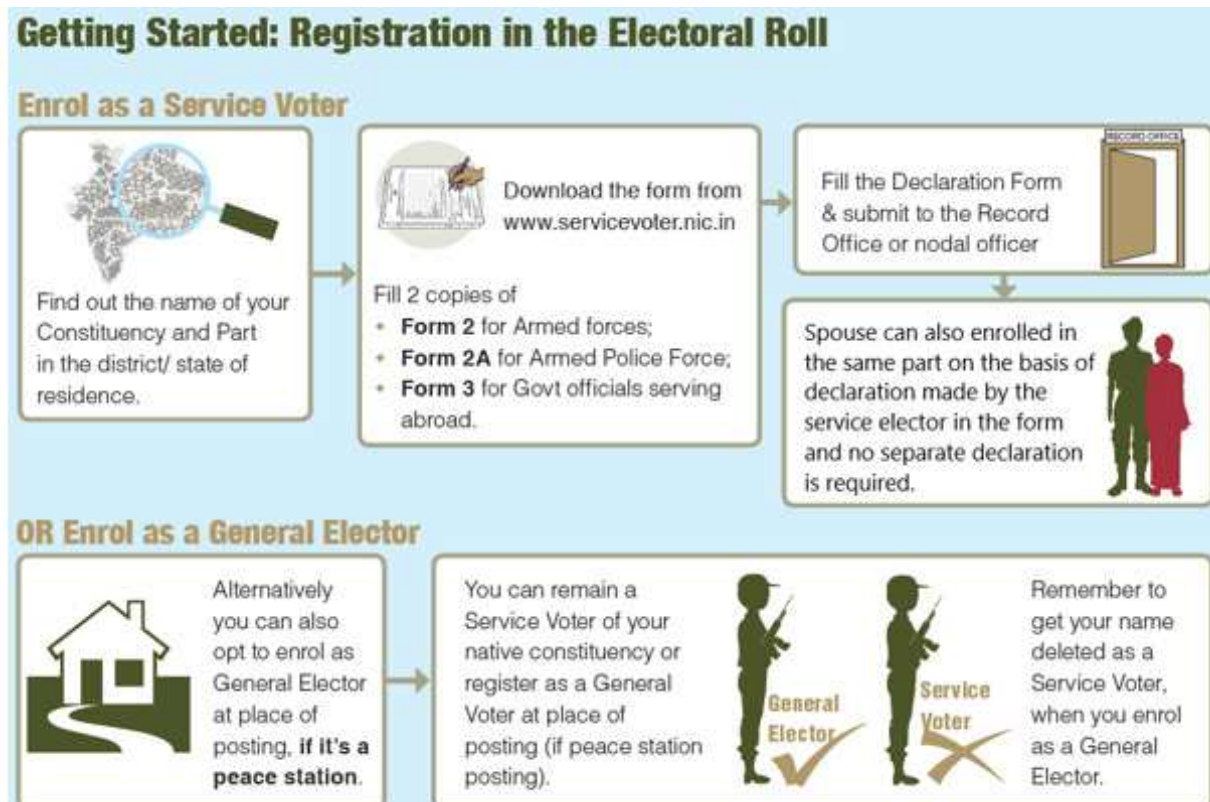 Getting Started: Registration in the Electoral Roll
Enrol as a Service Voter
Find out the name of your
Constituency and Part
in the district/ state of
residence.
Download the form from
www.servicevoter.nic.in
Fill 2 copies of
• Form 2 for Armed forces;
• Form 2A for Armed Police Force;
• Form 3 for Govt officials serving
abroad.
RECORD OFFICE
Fill the Declaration Form
& submit to the Record
Office or nodal officer
Spouse can also enrolled in
the same part on the basis of
declaration made by the
service elector in the form
and no separate declaration
is required.
OR Enrol as a General Elector
Alternatively
you can also
opt to enrol as
General Elector
at place of
posting, if it's a
peace station.
You can remain a
Service Voter of your
native constituency or
register as a General
Voter at place of
posting (if peace station
posting).
General
Elector
Service
Voter
Remember to
get your name
deleted as a
Service Voter,
when you enrol
as a General
Elector.